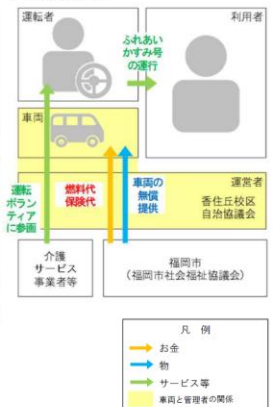 運転者
利用者
ふれあい
かすみ号
の運行
車両
運転
ボラン
ティア
に参画
燃料代
保険代
車両の
無償
提供
運営者
香住丘校区
自治協議会
介護
サービス
事業者等
福岡市
(福岡市社会福祉協議会)
凡 例
お金
物
サービス等
車両と管理者の関係